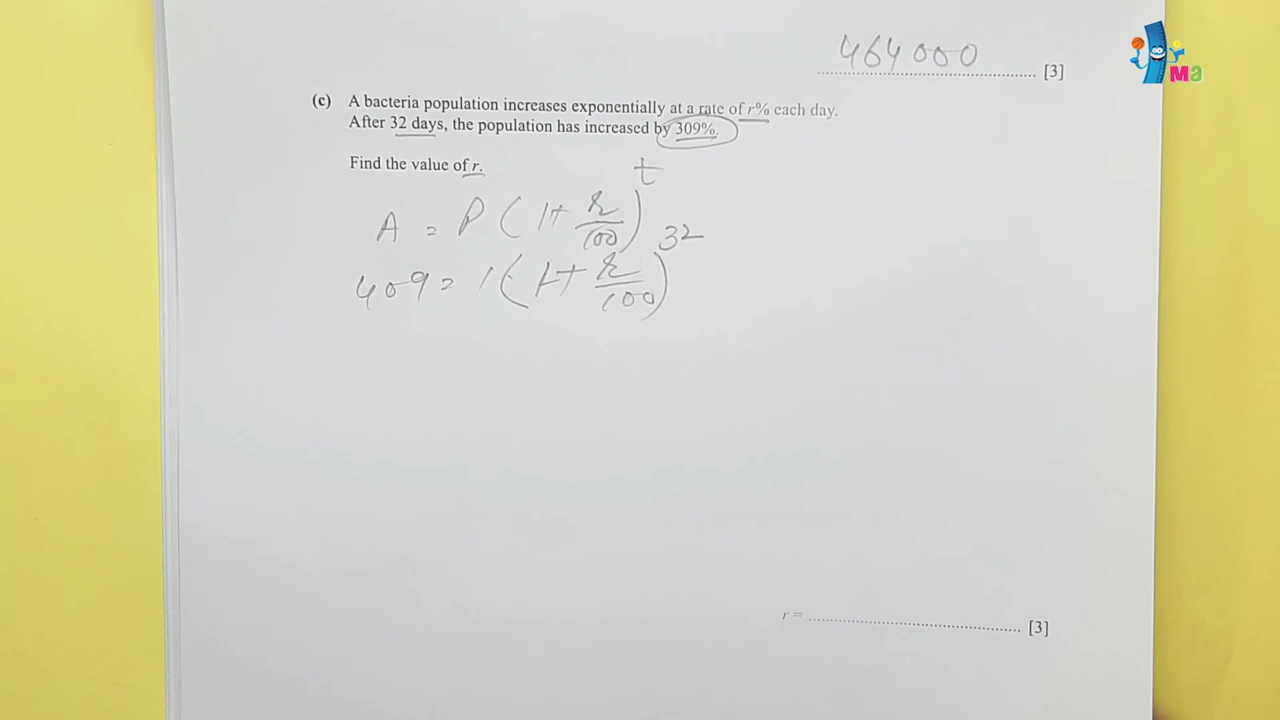 464000
[3]
Ma
(c) A bacteria population increases exponentially at a rate of r% each day.
After 32 days, the population has increased by 309%.
Find the value of r.
A = P(1+r/100)^t
409 = 1(1+r/100)^32
r = [3]